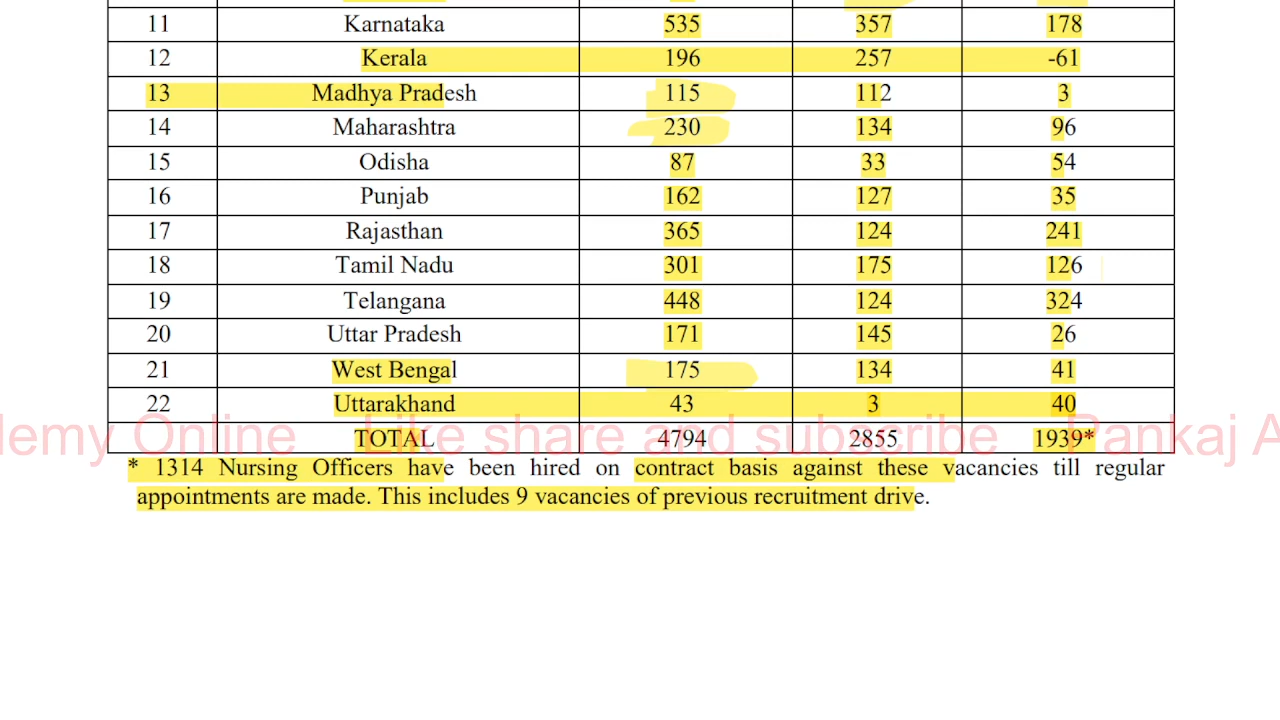 11 Karnataka 535 357 178
12 Kerala 196 257 -61
13 Madhya Pradesh 115 112 3
14 Maharashtra 230 134 96
15 Odisha 87 33 54
16 Punjab 162 127 35
17 Rajasthan 365 124 241
18 Tamil Nadu 301 175 126
19 Telangana 448 124 324
20 Uttar Pradesh 171 145 26
21 West Bengal 175 134 41
22 Uttarakhand 43 3 40
TOTAL 4794 2855 1939*
demy Online Like share and subscribe Pankaj A
* 1314 Nursing Officers have been hired on contract basis against these vacancies till regular
appointments are made. This includes 9 vacancies of previous recruitment drive.